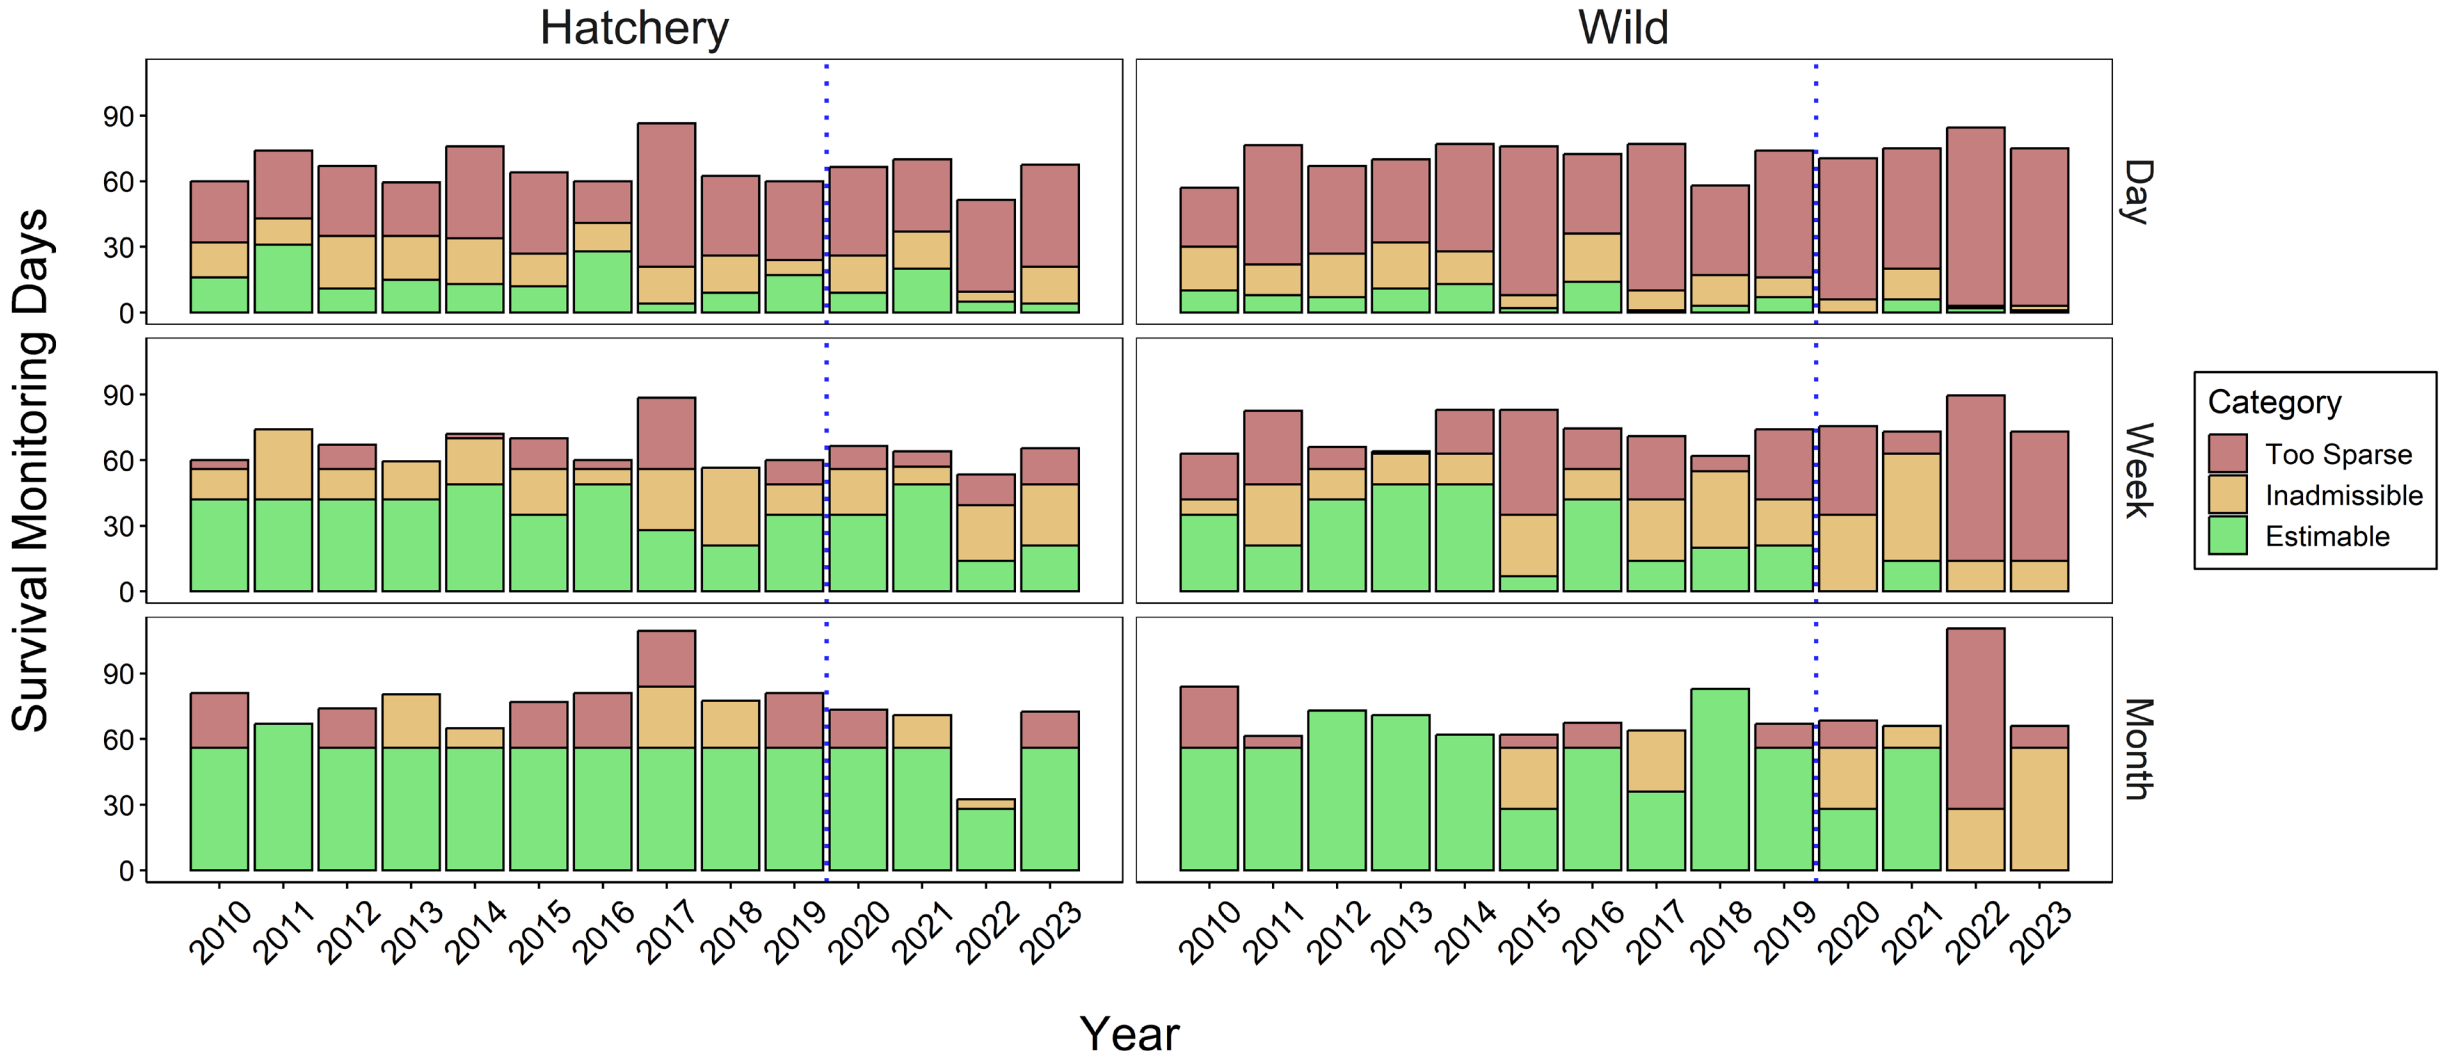 Hatchery Wild
Survival Monitoring Days
90
60
30
0
Day
90
60
30
0
Week
90
60
30
0
Month
2010 2011 2012 2013 2014 2015 2016 2017 2018 2019 2020 2021 2022 2023 2010 2011 2012 2013 2014 2015 2016 2017 2018 2019 2020 2021 2022 2023
Year
Category
Too Sparse
Inadmissible
Estimable